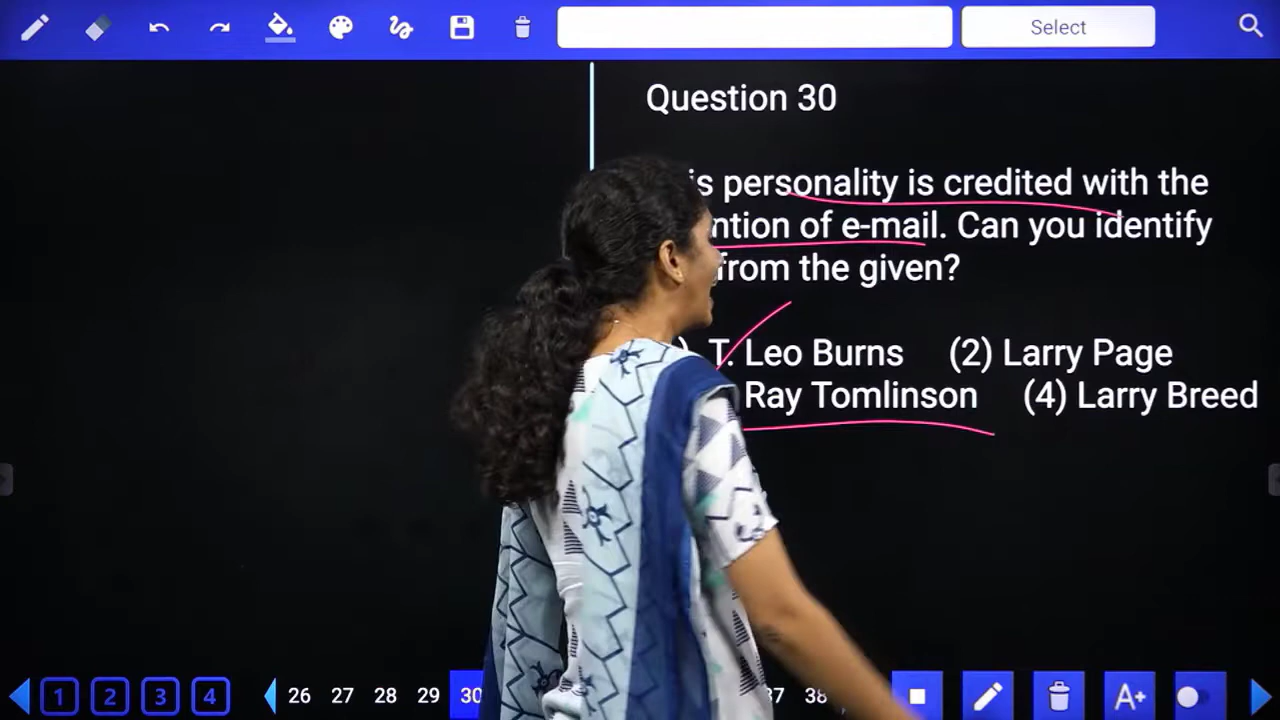 Select
Question 30
is personality is credited with the
ntion of e-mail. Can you identify
from the given?
) T. Leo Burns (2) Larry Page
Ray Tomlinson (4) Larry Breed
1 2 3 4 26 27 28 29 30 37 38 A+